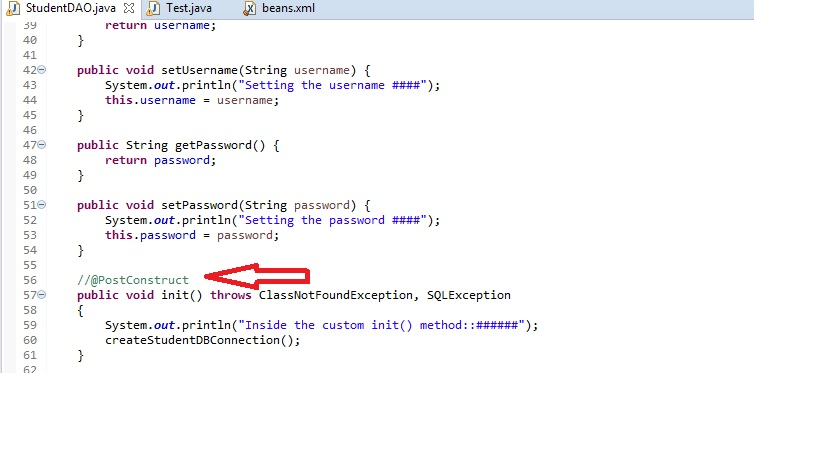 StudentDAO.java Test.java beans.xml
39 return username;
40 }
41
42 public void setUsername(String username) {
43 System.out.println("Setting the username ####");
44 this.username = username;
45 }
46
47 public String getPassword() {
48 return password;
49 }
50
51 public void setPassword(String password) {
52 System.out.println("Setting the password ####");
53 this.password = password;
54 }
55
56 //@PostConstruct
57 public void init() throws ClassNotFoundException, SQLException
58 {
59 System.out.println("Inside the custom init() method::######");
60 createStudentDBConnection();
61 }
62